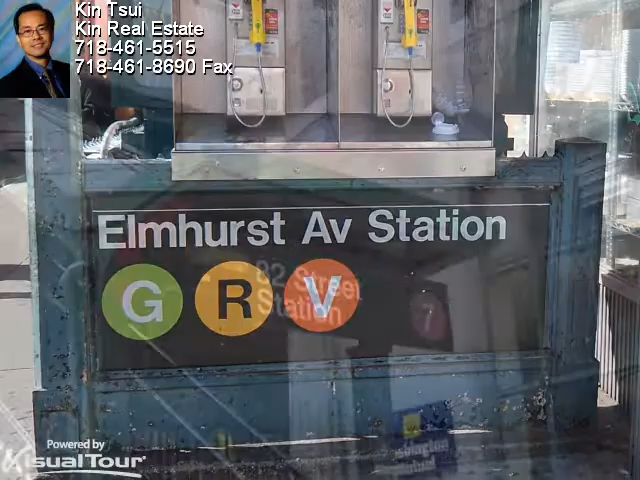 Kin Tsui
Kin Real Estate
718-461-5515
718-461-8690 Fax
Elmhurst Av Station
G R V
82 Street
Station
7
Powered by
VisualTour